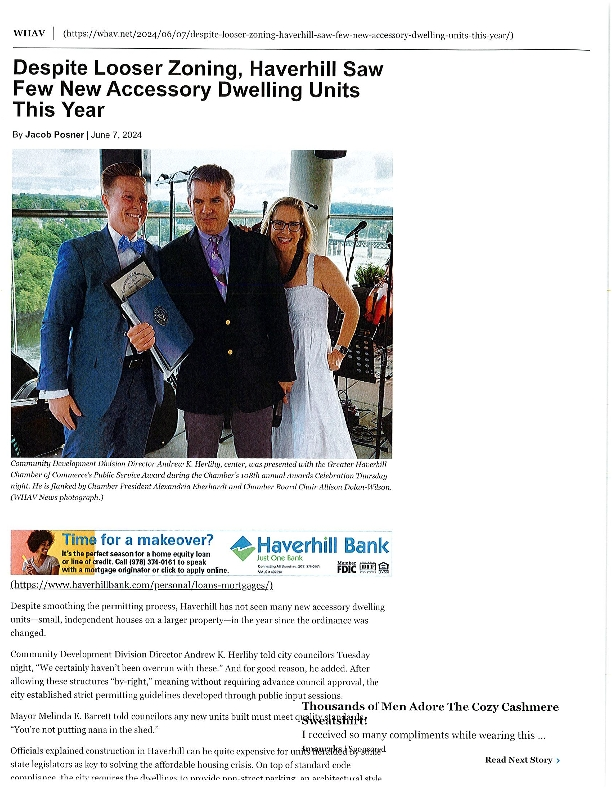 WHAV (https://whav.net/2024/06/07/despite-looser-zoning-haverhill-saw-few-new-accessory-dwelling-units-this-year/)
Despite Looser Zoning, Haverhill Saw
Few New Accessory Dwelling Units
This Year
By Jacob Posner | June 7, 2024
Community Development Division Director Andrew K. Herlihy, center, was presented with the Greater Haverhill
Chamber of Commerce's Public Service Award during the Chamber's 108th annual Awards Celebration Thursday
night. He is flanked by Chamber President Alexandria Eberhardt and Chamber Board Chair Allison Dolan-Wilson.
(WHAV News photograph.)
Time for a makeover?
It's the perfect season for a home equity loan
or line of credit. Call (978) 374-0161 to speak
with a mortgage originator or click to apply online.
Haverhill Bank
Just One Bank
Member
FDIC
(https://www.haverhillbank.com/personal/loans-mortgages/)
Despite smoothing the permitting process, Haverhill has not seen many new accessory dwelling
units—small, independent houses on a larger property—in the year since the ordinance was
changed.
Community Development Division Director Andrew K. Herlihy told city councilors Tuesday
night, "We certainly haven't been overrun with these." And for good reason, he added. After
allowing these structures "by-right," meaning without requiring advance council approval, the
city established strict permitting guidelines developed through public input sessions.
Mayor Melinda E. Barrett told councilors any new units built must meet
"You're not putting nana in the shed."
Officials explained construction in Haverhill can be quite expensive for
state legislators as key to solving the affordable housing crisis. On top of standard code
compliance, the city requires the dwellings to provide non-street parking, an architectural style
Thousands of Men Adore The Cozy Cashmere
Sweatshirt!
I received so many compliments while wearing this ...
Read Next Story >